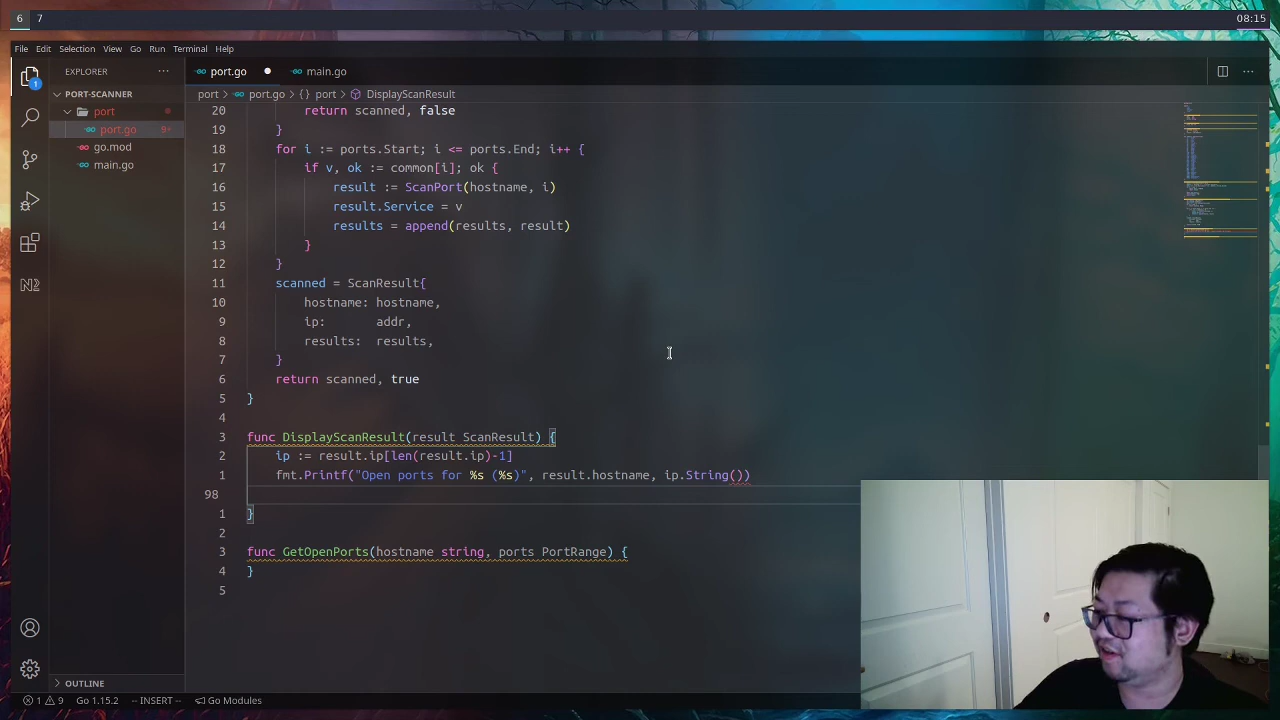 6 7 08:15
File Edit Selection View Go Run Terminal Help
EXPLORER ··· port.go ● main.go ···
1
PORT-SCANNER port > port.go > {} port > DisplayScanResult
port
port.go 9+
go.mod
main.go
20 return scanned, false
19 }
18 for i := ports.Start; i <= ports.End; i++ {
17 if v, ok := common[i]; ok {
16 result := ScanPort(hostname, i)
15 result.Service = v
14 results = append(results, result)
13 }
12 }
11 scanned = ScanResult{
10 hostname: hostname,
9 ip: addr,
8 results: results,
7 }
6 return scanned, true
5 }
4
3 func DisplayScanResult(result ScanResult) {
2 ip := result.ip[len(result.ip)-1]
1 fmt.Printf("Open ports for %s (%s)", result.hostname, ip.String())
98
1 }
2
3 func GetOpenPorts(hostname string, ports PortRange) {
4 }
5
OUTLINE
1 9 Go 1.15.2 -- INSERT -- Go Modules